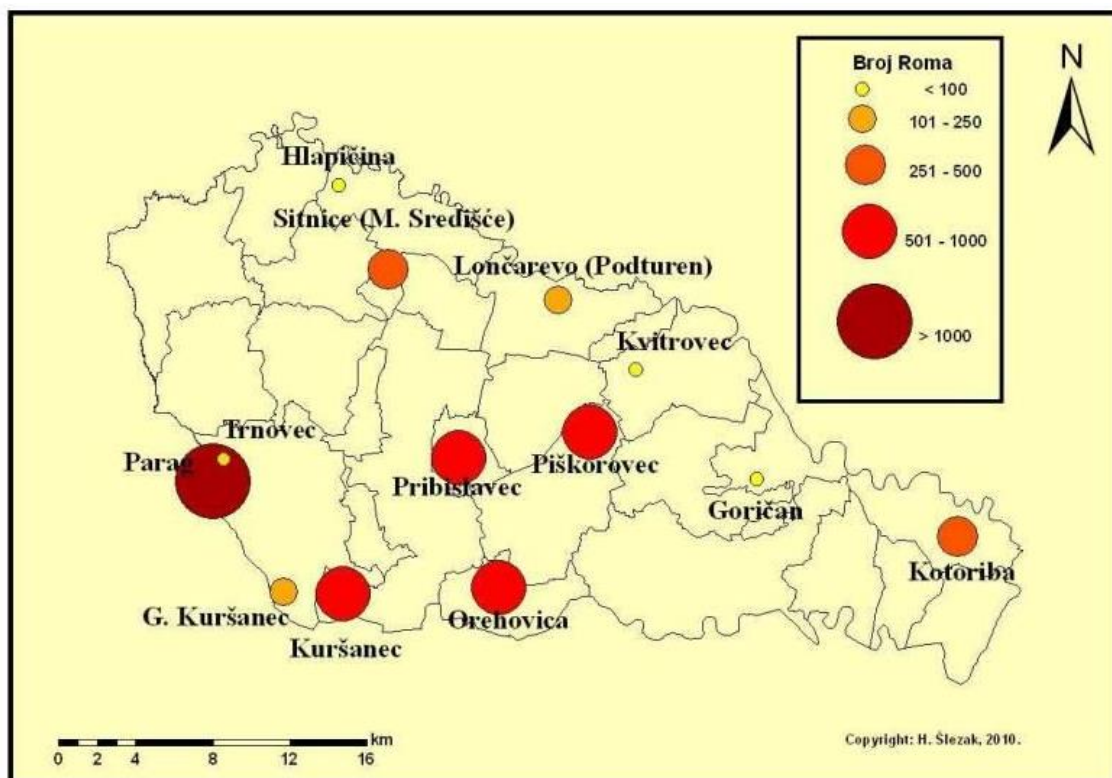 Broj Roma
< 100
101 - 250
251 - 500
501 - 1000
> 1000
N
Hlapičina
Sitnice (M. Središće)
Lončarevo (Podturen)
Kvitrovec
Trnovec
Parag
Pribislavec
Piškorovec
Goričan
Kotoriba
G. Kuršanec
Kuršanec
Orehovica
0 2 4 8 12 16 km
Copyright: H. Šlezak, 2010.